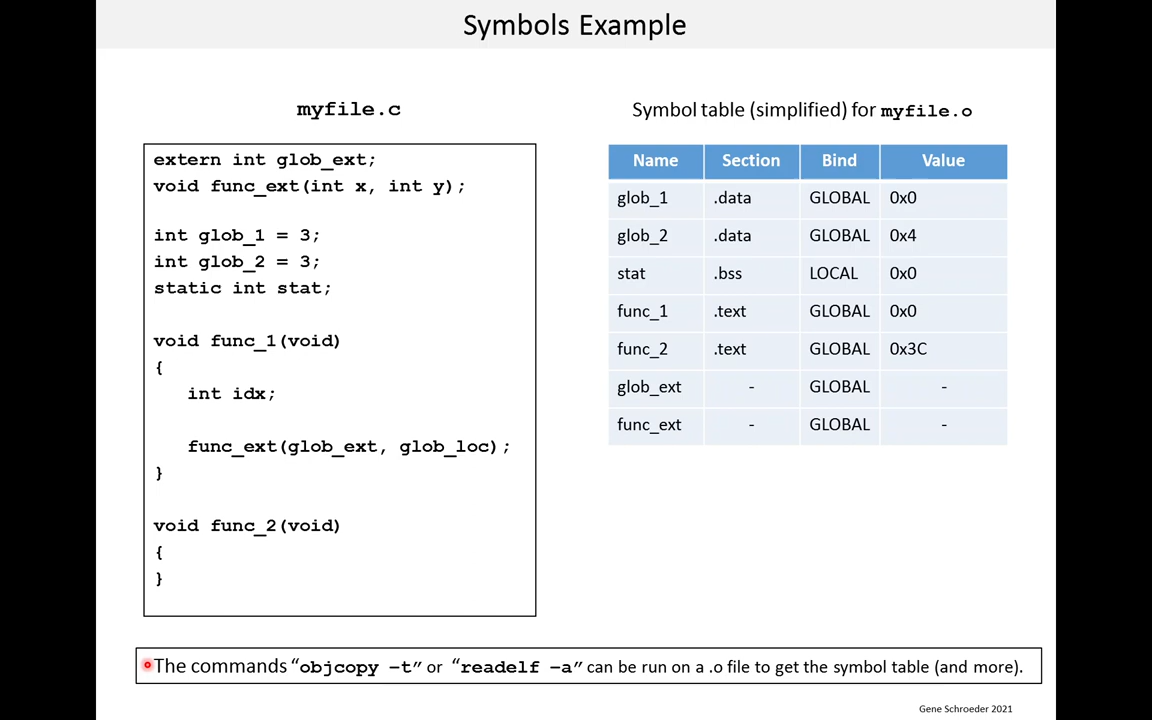 Symbols Example
myfile.c
extern int glob_ext;
void func_ext(int x, int y);
int glob_1 = 3;
int glob_2 = 3;
static int stat;
void func_1(void)
{
int idx;
func_ext(glob_ext, glob_loc);
}
void func_2(void)
{
}
Symbol table (simplified) for myfile.o
Name Section Bind Value
glob_1 .data GLOBAL 0x0
glob_2 .data GLOBAL 0x4
stat .bss LOCAL 0x0
func_1 .text GLOBAL 0x0
func_2 .text GLOBAL 0x3C
glob_ext - GLOBAL -
func_ext - GLOBAL -
The commands “objcopy –t” or “readelf –a” can be run on a .o file to get the symbol table (and more).
Gene Schroeder 2021